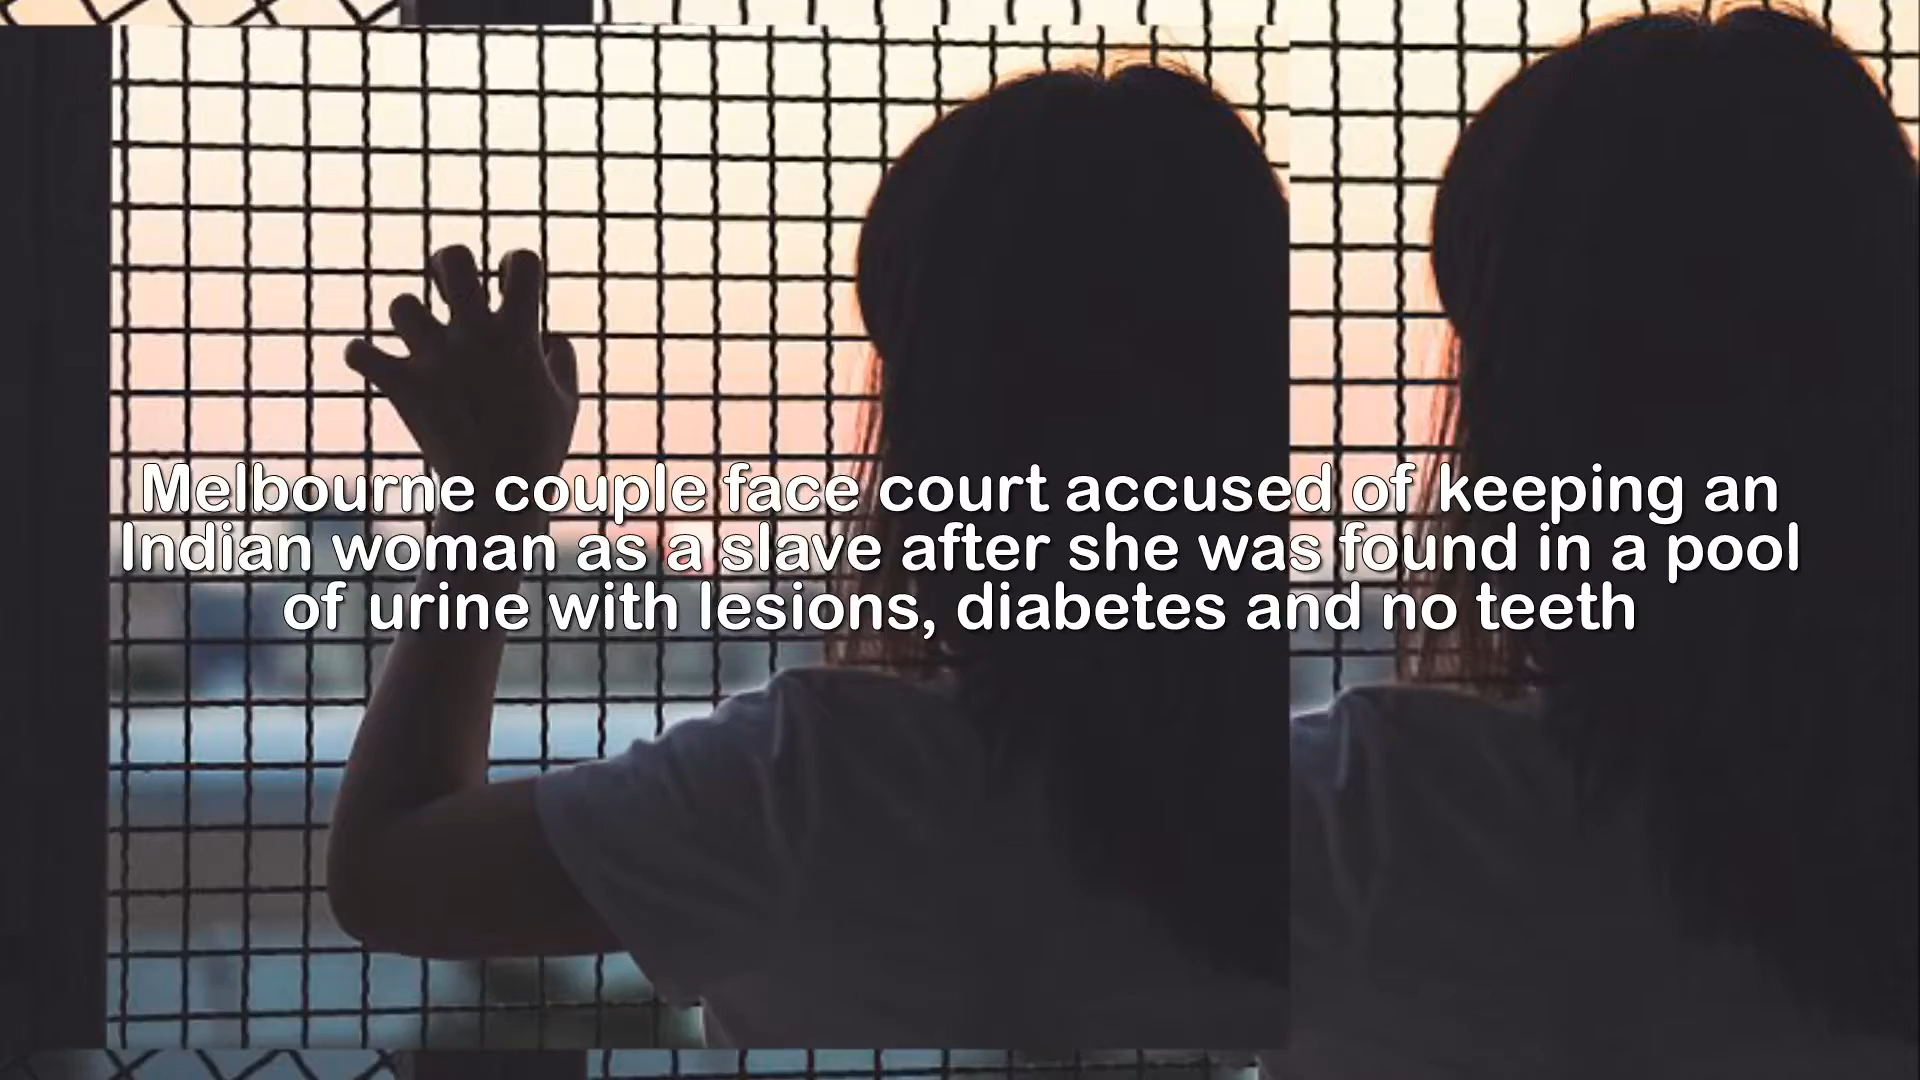 Melbourne couple face court accused of keeping an
Indian woman as a slave after she was found in a pool
of urine with lesions, diabetes and no teeth